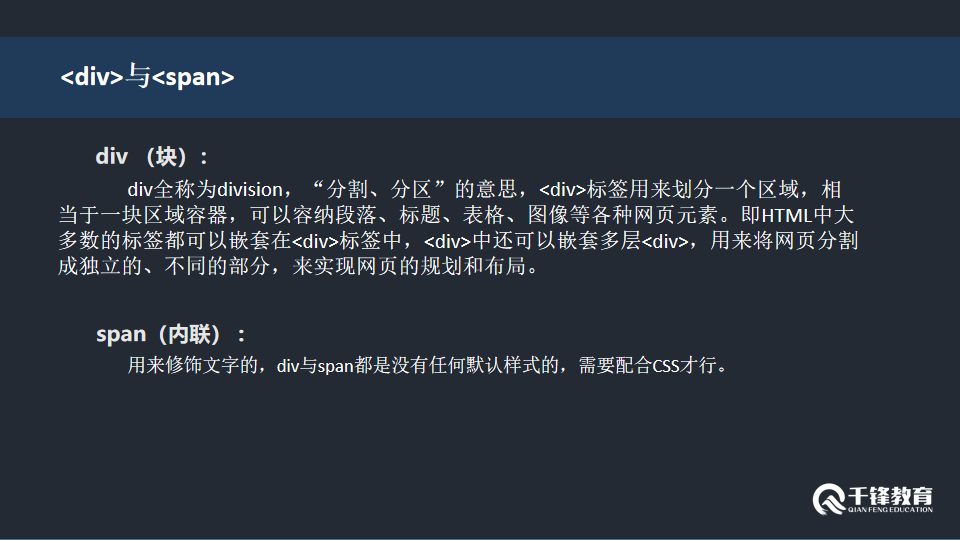 <div>与<span>
div （块）:
div全称为division，“分割、分区”的意思，<div>标签用来划分一个区域，相
当于一块区域容器，可以容纳段落、标题、表格、图像等各种网页元素。即HTML中大
多数的标签都可以嵌套在<div>标签中，<div>中还可以嵌套多层<div>，用来将网页分割
成独立的、不同的部分，来实现网页的规划和布局。
span（内联）:
用来修饰文字的，div与span都是没有任何默认样式的，需要配合CSS才行。
千锋教育
QIAN FENG EDUCATION